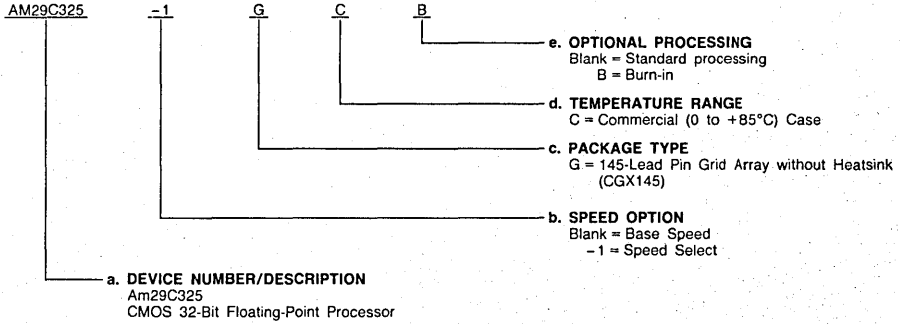 AM29C325 -1 G C B
e. OPTIONAL PROCESSING
Blank = Standard processing
B = Burn-in
d. TEMPERATURE RANGE
C = Commercial (0 to +85°C) Case
c. PACKAGE TYPE
G = 145-Lead Pin Grid Array without Heatsink
(CGX145)
b. SPEED OPTION
Blank = Base Speed
-1 = Speed Select
a. DEVICE NUMBER/DESCRIPTION
Am29C325
CMOS 32-Bit Floating-Point Processor